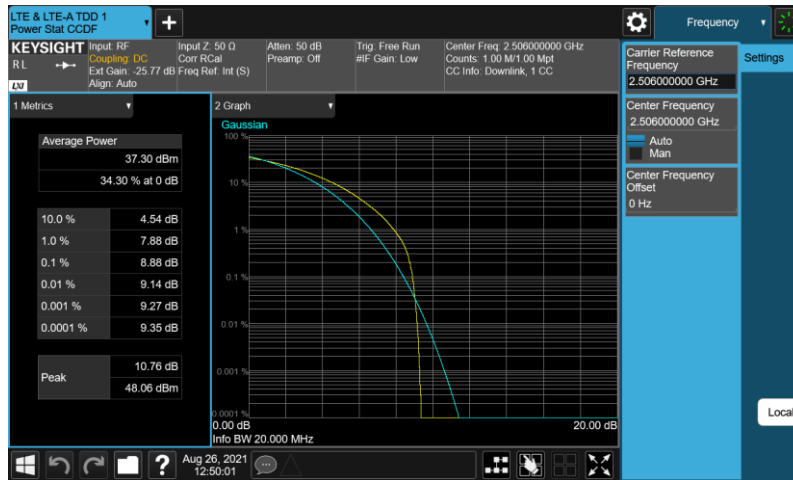 LTE & LTE-A TDD 1
Power Stat CCDF
Frequency
KEYSIGHT
RL
LXI
Input: RF
Coupling: DC
Ext Gain: -25.77 dB
Align: Auto
Input Z: 50 Ω
Corr RCal
Freq Ref: Int (S)
Atten: 50 dB
Preamp: Off
Trig: Free Run
#IF Gain: Low
Center Freq: 2.506000000 GHz
Counts: 1.00 M/1.00 Mpt
CC Info: Downlink, 1 CC
Carrier Reference
Frequency
2.506000000 GHz
Settings
Center Frequency
2.506000000 GHz
Auto
Man
Center Frequency
Offset
0 Hz
Local
1 Metrics
Average Power
37.30 dBm
34.30 % at 0 dB
10.0 % 4.54 dB
1.0 % 7.88 dB
0.1 % 8.88 dB
0.01 % 9.14 dB
0.001 % 9.27 dB
0.0001 % 9.35 dB
Peak
10.76 dB
48.06 dBm
2 Graph
Gaussian
100 %
10 %
1 %
0.1 %
0.01 %
0.001 %
0.0001 %
0.00 dB 20.00 dB
Info BW 20.000 MHz
?
Aug 26, 2021
12:50:01